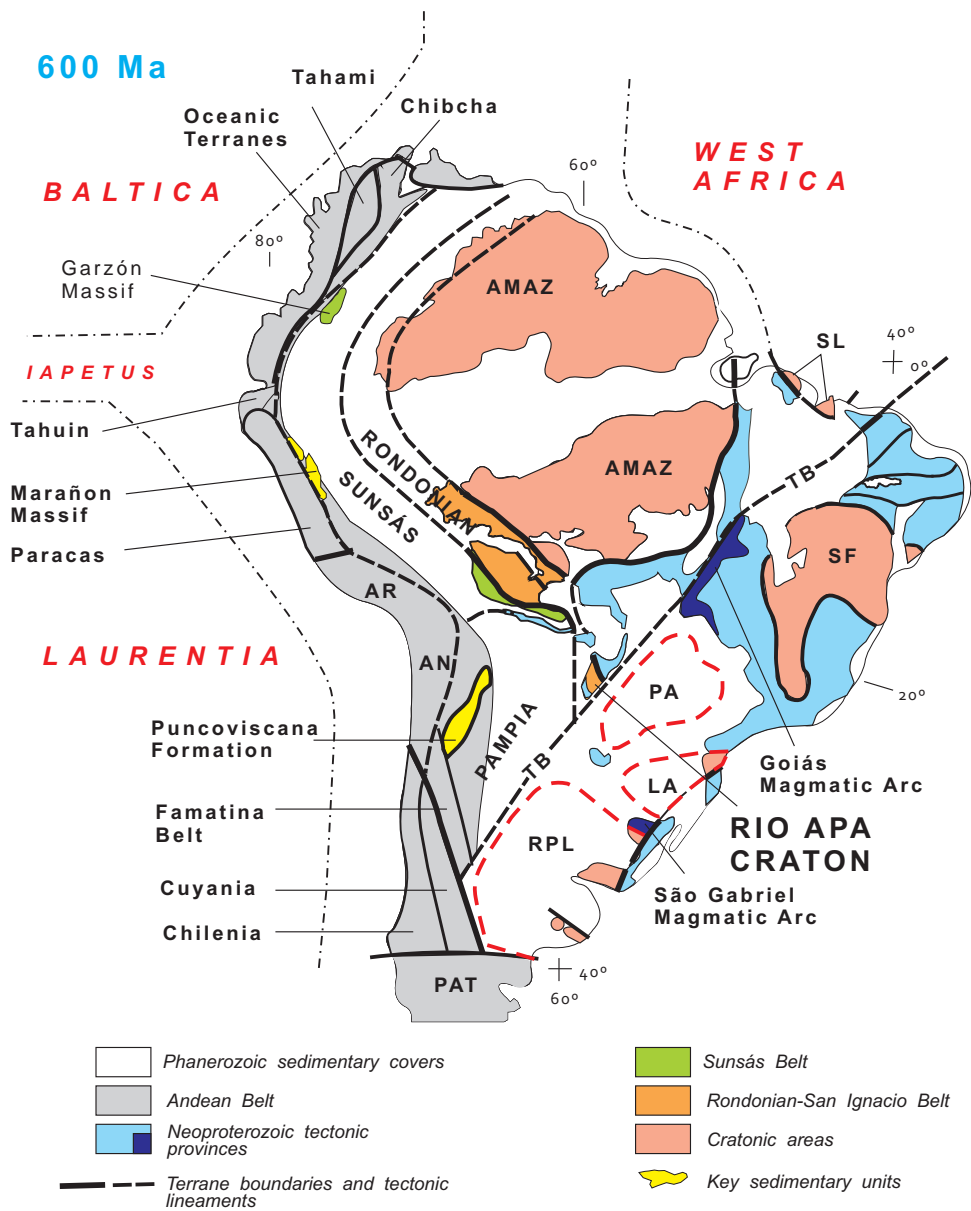 600 Ma
Tahami
Chibcha
Oceanic
Terranes
BALTICA
WEST
AFRICA
60º
80º
Garzón
Massif
AMAZ
SL
40º
0º
IAPETUS
Tahuin
RONDONIAN
SUNSÁS
AMAZ
TB
Marañon
Massif
Paracas
SF
AR
LAURENTIA
AN
PA
20º
Puncoviscana
Formation
PAMPIA
TB
Goiás
Magmatic Arc
LA
Famatina
Belt
RPL
RIO APA
CRATON
Cuyania
São Gabriel
Magmatic Arc
Chilenia
PAT
40º
60º
Phanerozoic sedimentary covers
Andean Belt
Neoproterozoic tectonic
provinces
Terrane boundaries and tectonic
lineaments
Sunsás Belt
Rondonian-San Ignacio Belt
Cratonic areas
Key sedimentary units